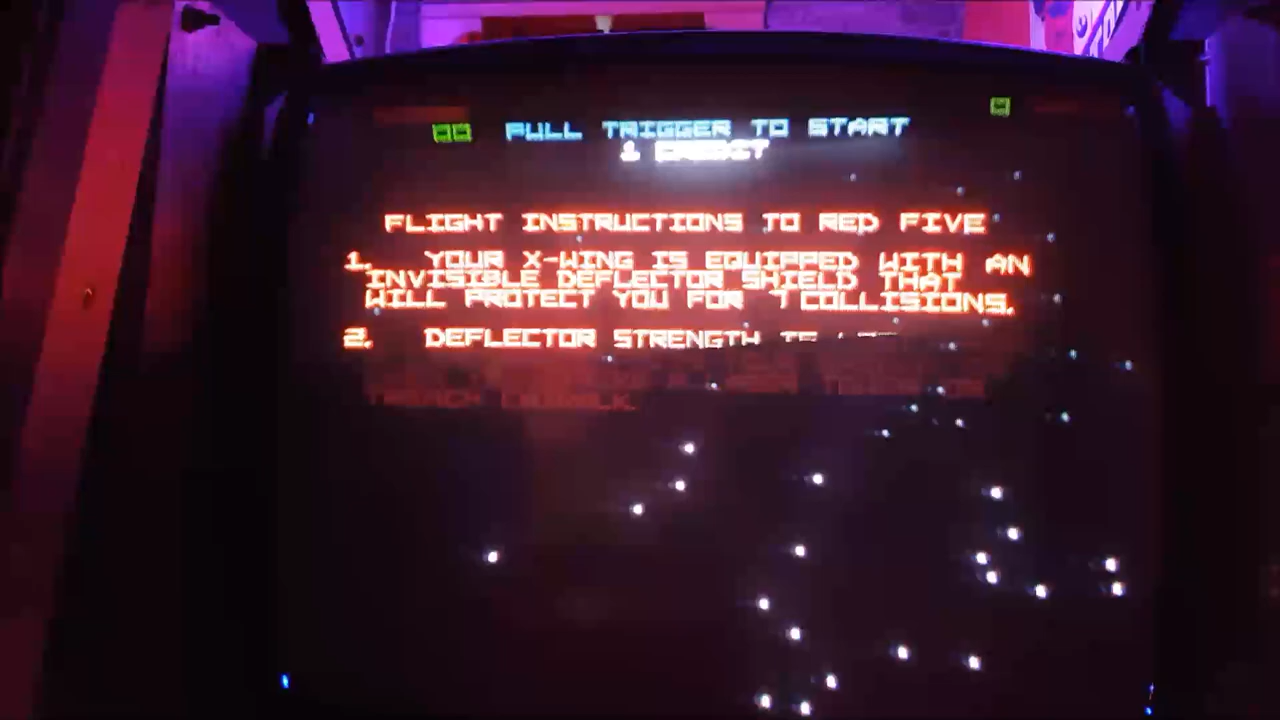 00 PULL TRIGGER TO START 9
1 CREDIT
FLIGHT INSTRUCTIONS TO RED FIVE
1. YOUR X-WING IS EQUIPPED WITH AN
INVISIBLE DEFLECTOR SHIELD THAT
WILL PROTECT YOU FOR 7 COLLISIONS.
2. DEFLECTOR STRENGTH